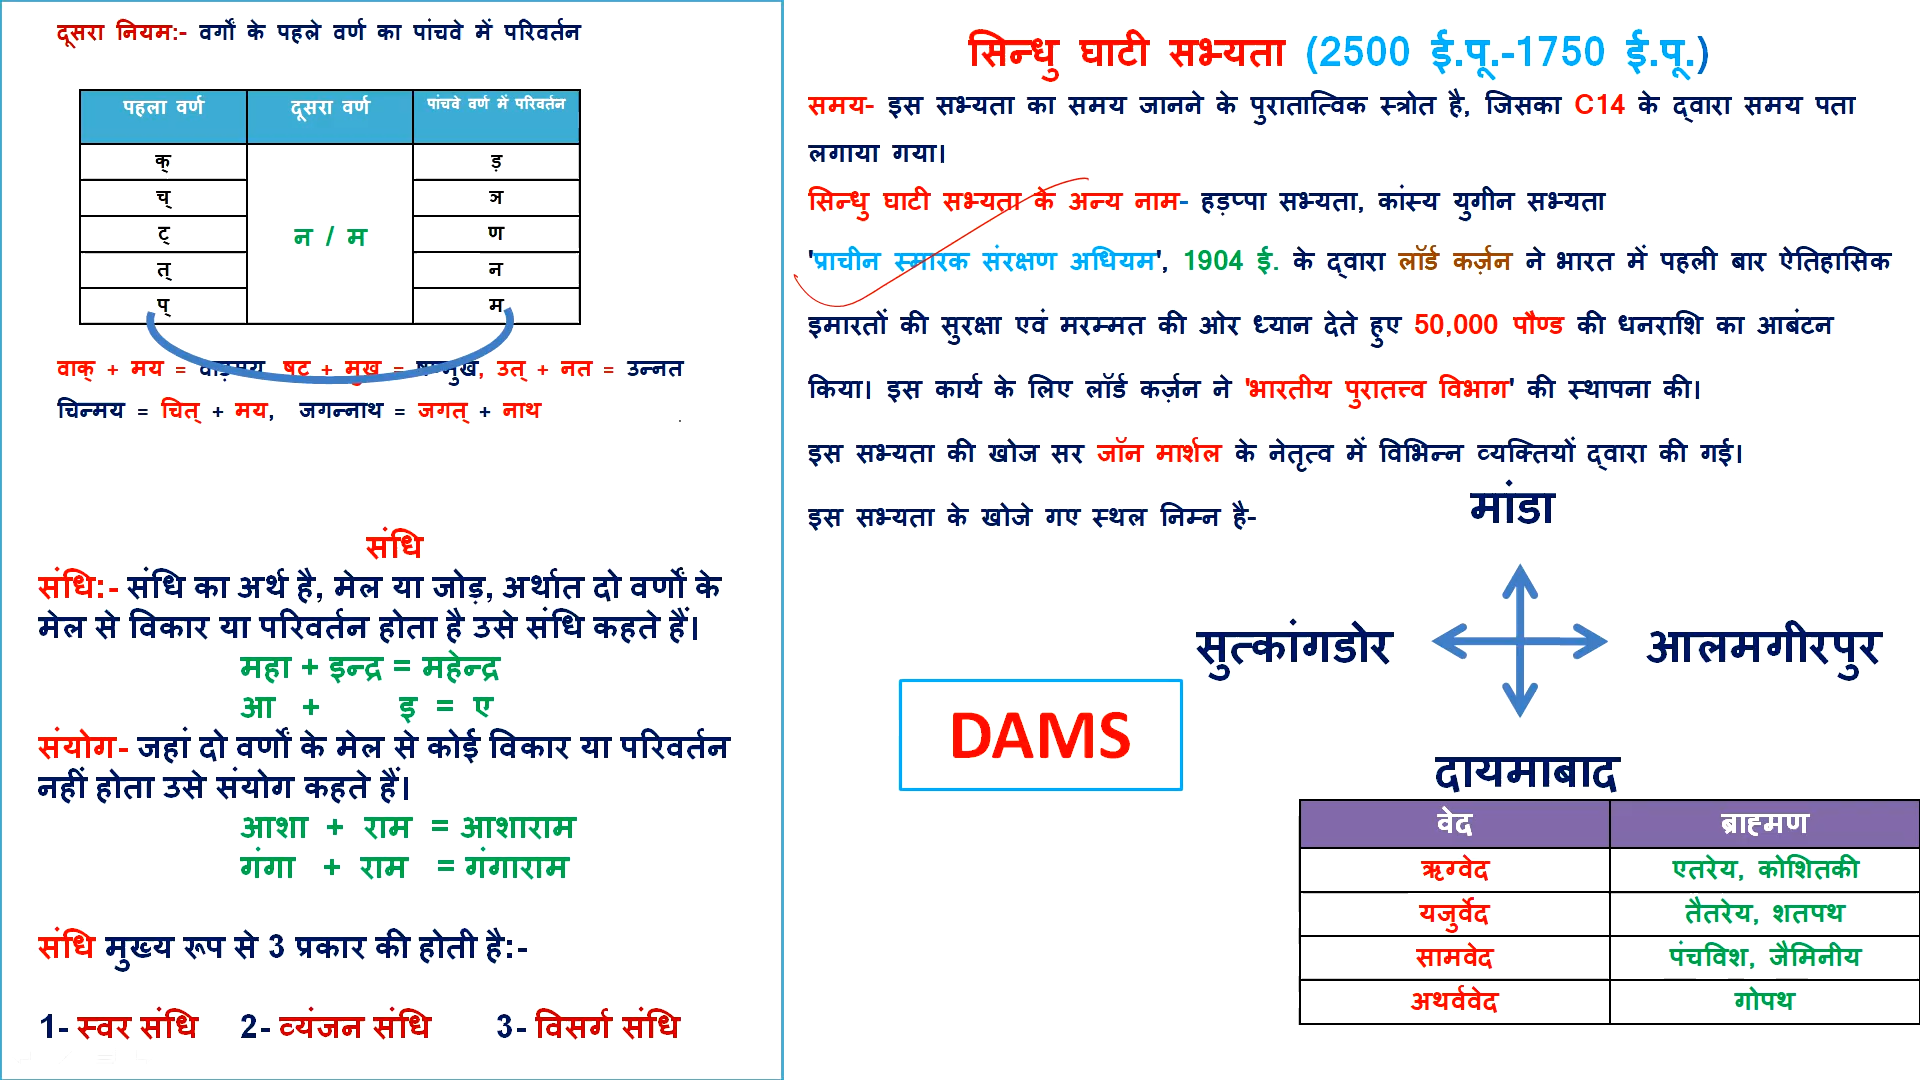 दूसरा नियम:- वर्गों के पहले वर्ण का पांचवे में परिवर्तन
पहला वर्ण दूसरा वर्ण पांचवे वर्ण में परिवर्तन
क् ड़
च् ञ
ट् ण
न / म
त् न
प् म
वाक् + मय = वाड़मय, षट् + मुख = षण्मुख, उत् + नत = उन्नत
चिन्मय = चित् + मय, जगन्नाथ = जगत् + नाथ
संधि
संधि:- संधि का अर्थ है, मेल या जोड़, अर्थात दो वर्णों के
मेल से विकार या परिवर्तन होता है उसे संधि कहते हैं।
महा + इन्द्र = महेन्द्र
आ + इ = ए
संयोग- जहां दो वर्णों के मेल से कोई विकार या परिवर्तन
नहीं होता उसे संयोग कहते हैं।
आशा + राम = आशाराम
गंगा + राम = गंगाराम
संधि मुख्य रूप से 3 प्रकार की होती है:-
1- स्वर संधि 2- व्यंजन संधि 3- विसर्ग संधि
सिन्धु घाटी सभ्यता (2500 ई.पू.-1750 ई.पू.)
समय- इस सभ्यता का समय जानने के पुरातात्विक स्त्रोत है, जिसका C14 के द्वारा समय पता
लगाया गया।
सिन्धु घाटी सभ्यता के अन्य नाम- हड़प्पा सभ्यता, कांस्य युगीन सभ्यता
'प्राचीन स्मारक संरक्षण अधियम', 1904 ई. के द्वारा लॉर्ड कर्ज़न ने भारत में पहली बार ऐतिहासिक
इमारतों की सुरक्षा एवं मरम्मत की ओर ध्यान देते हुए 50,000 पौण्ड की धनराशि का आबंटन
किया। इस कार्य के लिए लॉर्ड कर्ज़न ने 'भारतीय पुरातत्त्व विभाग' की स्थापना की।
इस सभ्यता की खोज सर जॉन मार्शल के नेतृत्व में विभिन्न व्यक्तियों द्वारा की गई।
इस सभ्यता के खोजे गए स्थल निम्न है-
मांडा
सुत्कांगडोर आलमगीरपुर
DAMS
दायमाबाद
वेद ब्राह्मण
ऋग्वेद एतरेय, कोशितकी
यजुर्वेद तैतरेय, शतपथ
सामवेद पंचविश, जैमिनीय
अथर्ववेद गोपथ